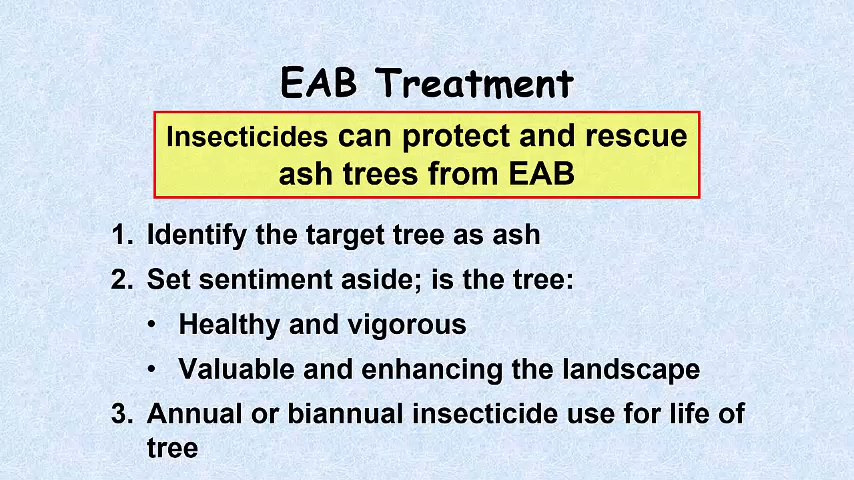 EAB Treatment
Insecticides can protect and rescue
ash trees from EAB
1. Identify the target tree as ash
2. Set sentiment aside; is the tree:
• Healthy and vigorous
• Valuable and enhancing the landscape
3. Annual or biannual insecticide use for life of
tree